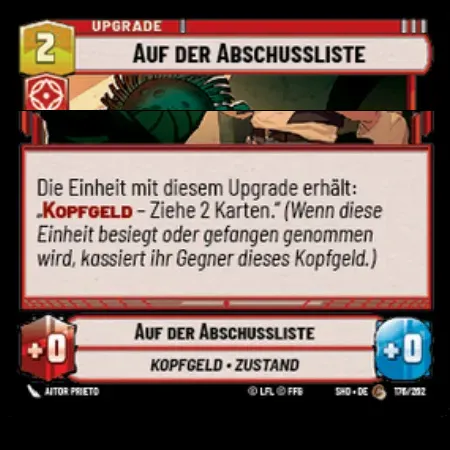 UPGRADE
2
AUF DER ABSCHUSSLISTE
Die Einheit mit diesem Upgrade erhält:
„KOPFGELD – Ziehe 2 Karten.“ (Wenn diese
Einheit besiegt oder gefangen genommen
wird, kassiert ihr Gegner dieses Kopfgeld.)
+0
AUF DER ABSCHUSSLISTE
KOPFGELD • ZUSTAND
+0
AITOR PRIETO
© LFL © FFG
SHD • DE
176/262